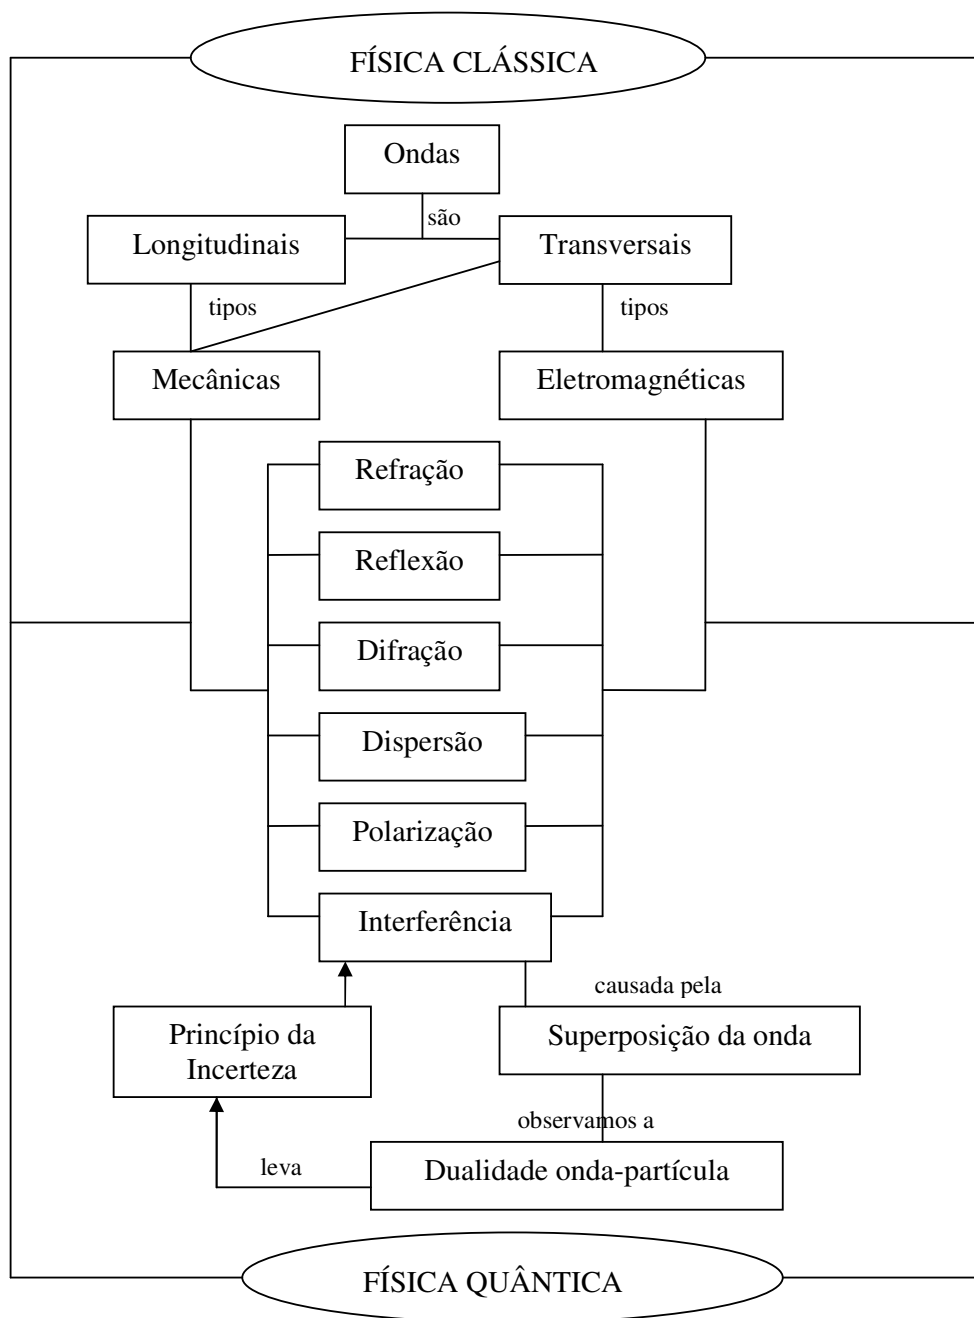 FÍSICA CLÁSSICA
Ondas
são
Longitudinais
Transversais
tipos
tipos
Mecânicas
Eletromagnéticas
Refração
Reflexão
Difração
Dispersão
Polarização
Interferência
causada pela
Princípio da
Incerteza
Superposição da onda
observamos a
leva
Dualidade onda-partícula
FÍSICA QUÂNTICA